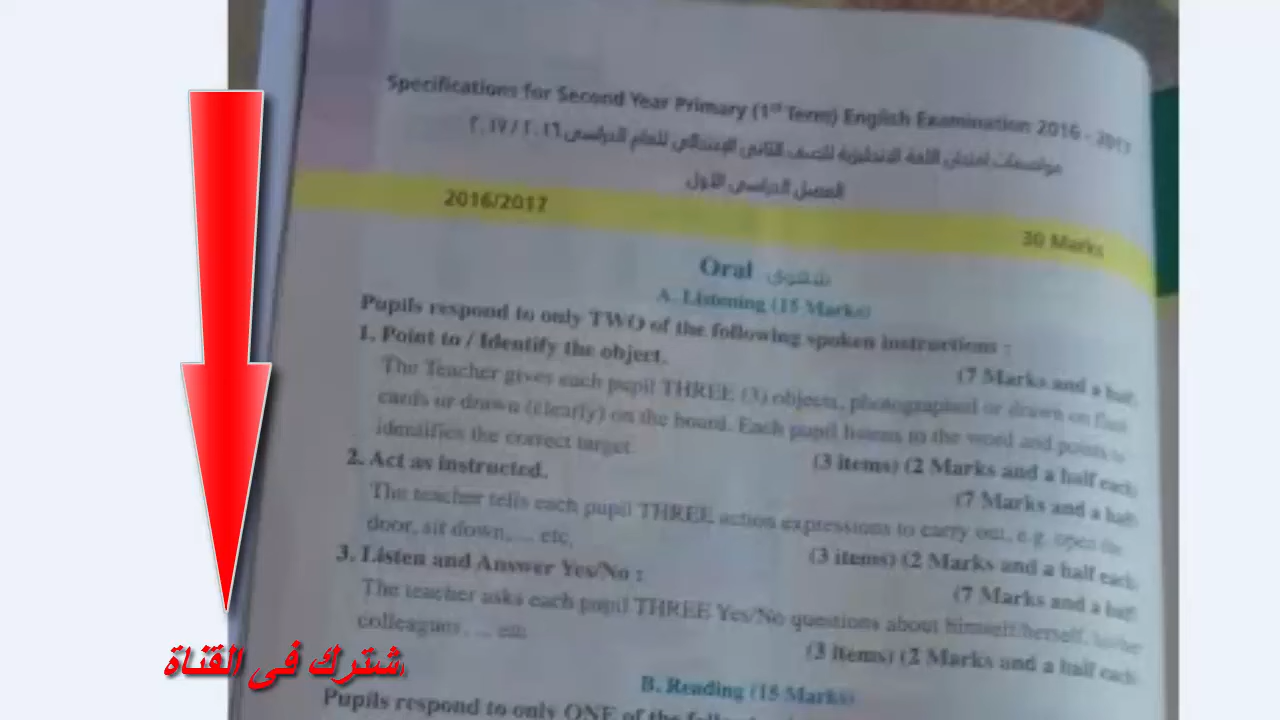 Specifications for Second Year Primary (1st Term) English Examination 2016 - 2017
مواصفات امتحان اللغة الإنجليزية للصف الثاني الإبتدائي للعام الدراسي ٢٠١٦ / ٢٠١٧
الفصل الدراسي الأول
2016/2017 30 Marks
Oral شفوي
A. Listening (15 Marks)
Pupils respond to only TWO of the following spoken instructions :
1. Point to / Identify the object. (7 Marks and a half
The Teacher gives each pupil THREE (3) objects, photographed or drawn on flash
cards or drawn (clearly) on the board. Each pupil listens to the word and points to
identifies the correct target. (3 items) (2 Marks and a half each
2. Act as instructed. (7 Marks and a half
The teacher tells each pupil THREE action expressions to carry out, e.g. open the
door, sit down, ... etc. (3 items) (2 Marks and a half each
3. Listen and Answer Yes/No : (7 Marks and a half
The teacher asks each pupil THREE Yes/No questions about himself/herself,
colleagues, ... etc (3 items) (2 Marks and a half each
B. Reading (15 Marks)
Pupils respond to only ONE of the
اشترك فى القناة